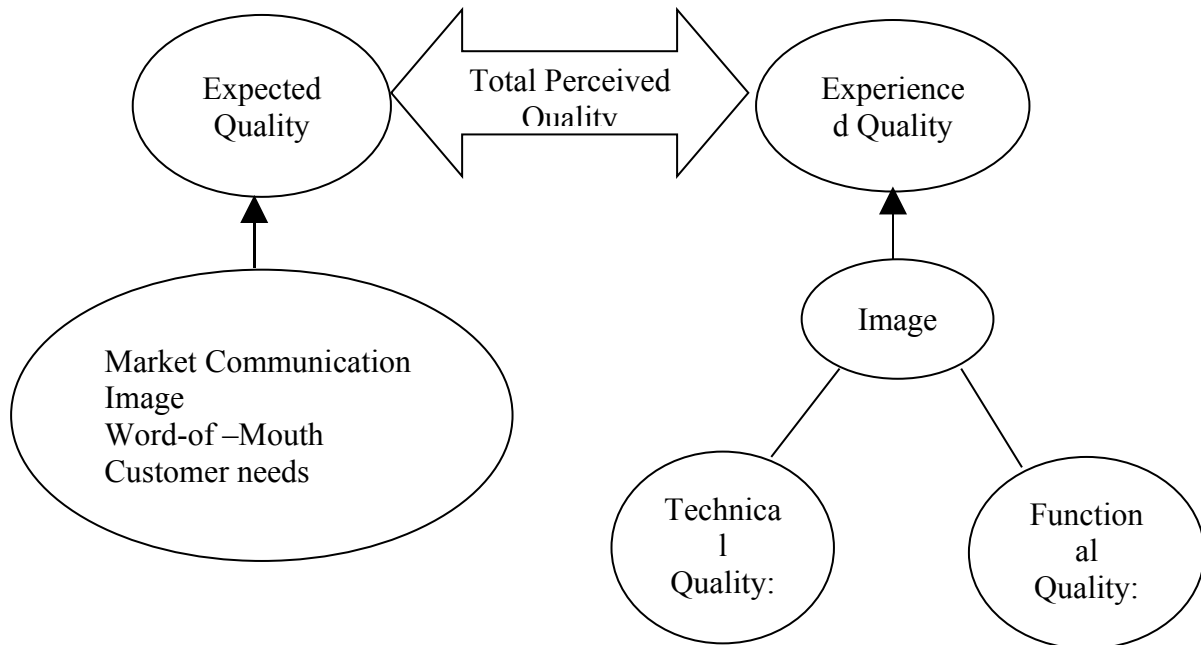 Expected
Quality
Total Perceived
Quality
Experience
d Quality
Market Communication
Image
Word-of –Mouth
Customer needs
Image
Technica
l
Quality:
Function
al
Quality: